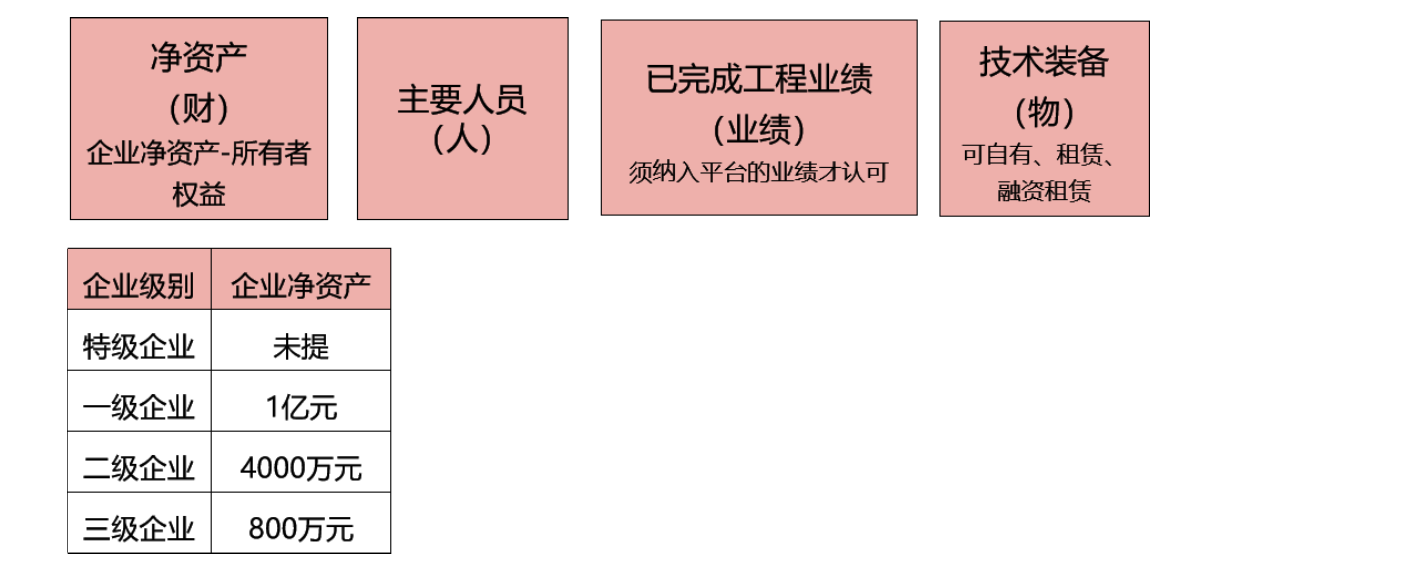 净资产
（财）
企业净资产-所有者
权益
主要人员
（人）
已完成工程业绩
（业绩）
须纳入平台的业绩才认可
技术装备
（物）
可自有、租赁、
融资租赁
企业级别 企业净资产
特级企业 未提
一级企业 1亿元
二级企业 4000万元
三级企业 800万元